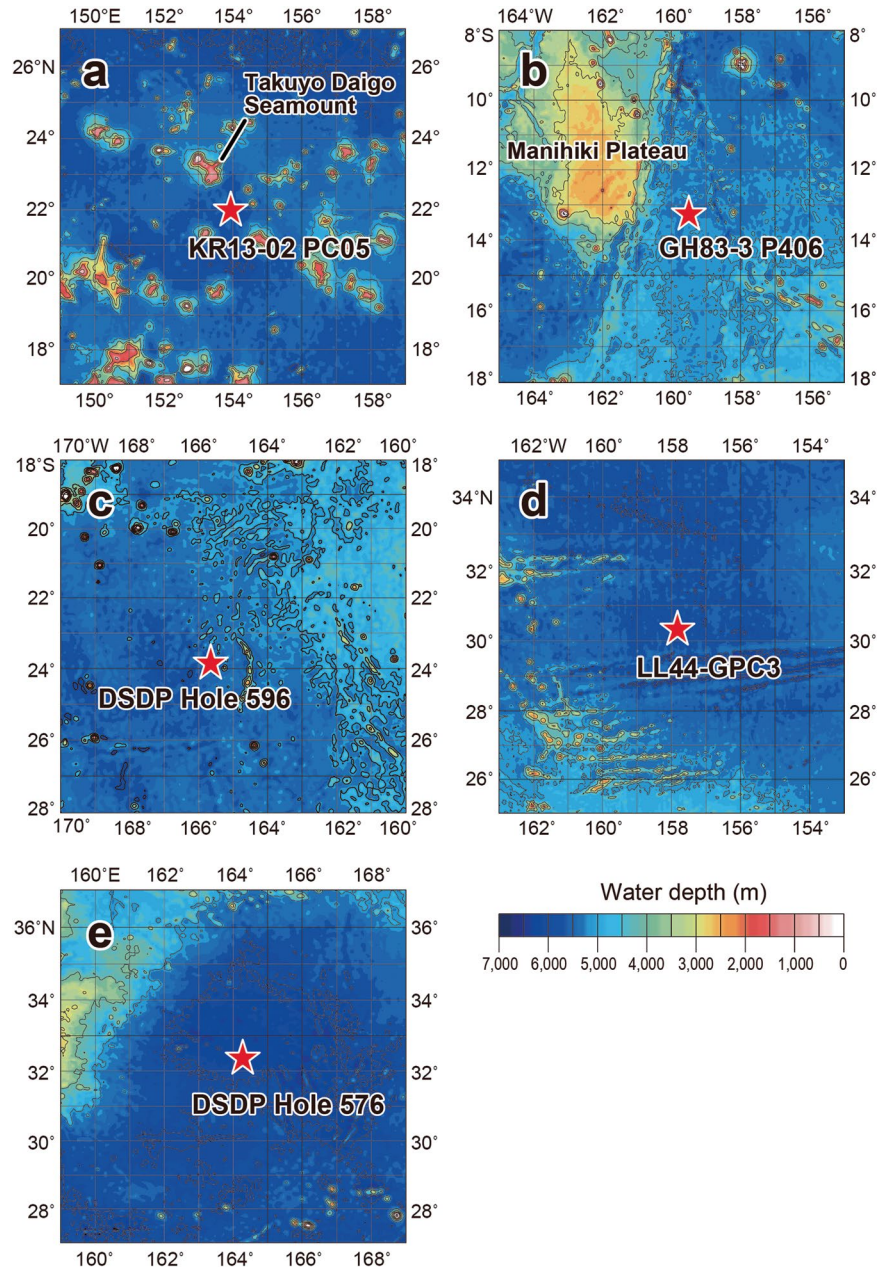 150°E 152° 154° 156° 158°
26°N
24°
22°
20°
18°
a
Takuyo Daigo
Seamount
KR13-02 PC05
26°
24°
22°
20°
18°
150° 152° 154° 156° 158°
164°W 162° 160° 158° 156°
8°S
10°
12°
14°
16°
18°
b
Manihiki Plateau
GH83-3 P406
8°
10°
12°
14°
16°
18°
164° 162° 160° 158° 156°
170°W 168° 166° 164° 162° 160°
18°S
20°
22°
24°
26°
28°
c
DSDP Hole 596
18°
20°
22°
24°
26°
28°
170° 168° 166° 164° 162° 160°
162°W 160° 158° 156° 154°
34°N
32°
30°
28°
26°
d
LL44-GPC3
34°
32°
30°
28°
26°
162° 160° 158° 156° 154°
160°E 162° 164° 166° 168°
36°N
34°
32°
30°
28°
e
DSDP Hole 576
36°
34°
32°
30°
28°
160° 162° 164° 166° 168°
Water depth (m)
7,000 6,000 5,000 4,000 3,000 2,000 1,000 0